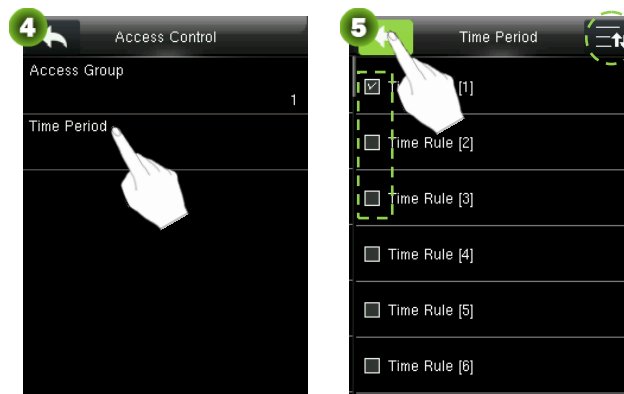 4
Access Control
Access Group
1
Time Period
5
Time Period
[1]
Time Rule [2]
Time Rule [3]
Time Rule [4]
Time Rule [5]
Time Rule [6]